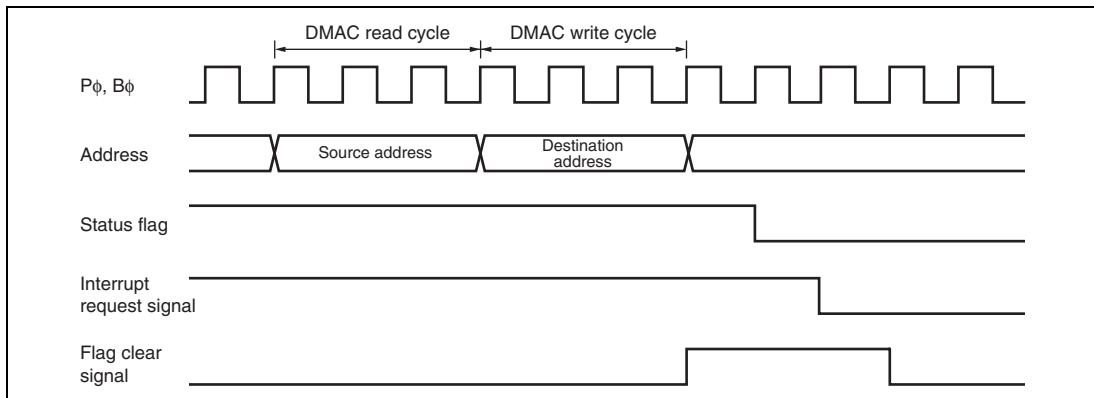 DMAC read cycle DMAC write cycle
Pϕ, Bϕ
Address
Source address
Destination
address
Status flag
Interrupt
request signal
Flag clear
signal